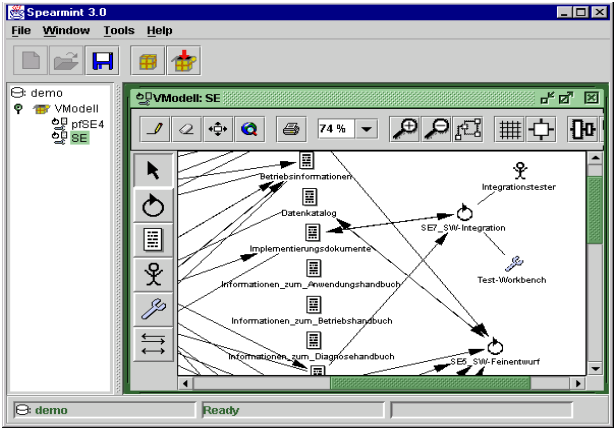 Spearmint 3.0
File Window Tools Help
demo
VModell
pfSE4
SE
VModell: SE
74 %
Betriebsinformationen
Datenkatalog
Implementierungsdokumente
Informationen_zum_Anwendungshandbuch
Informationen_zum_Betriebshandbuch
Informationen_zum_Diagnosehandbuch
Integrationstester
SE7_SW-Integration
Test-Workbench
SE5_SW-Feinentwurf
demo
Ready